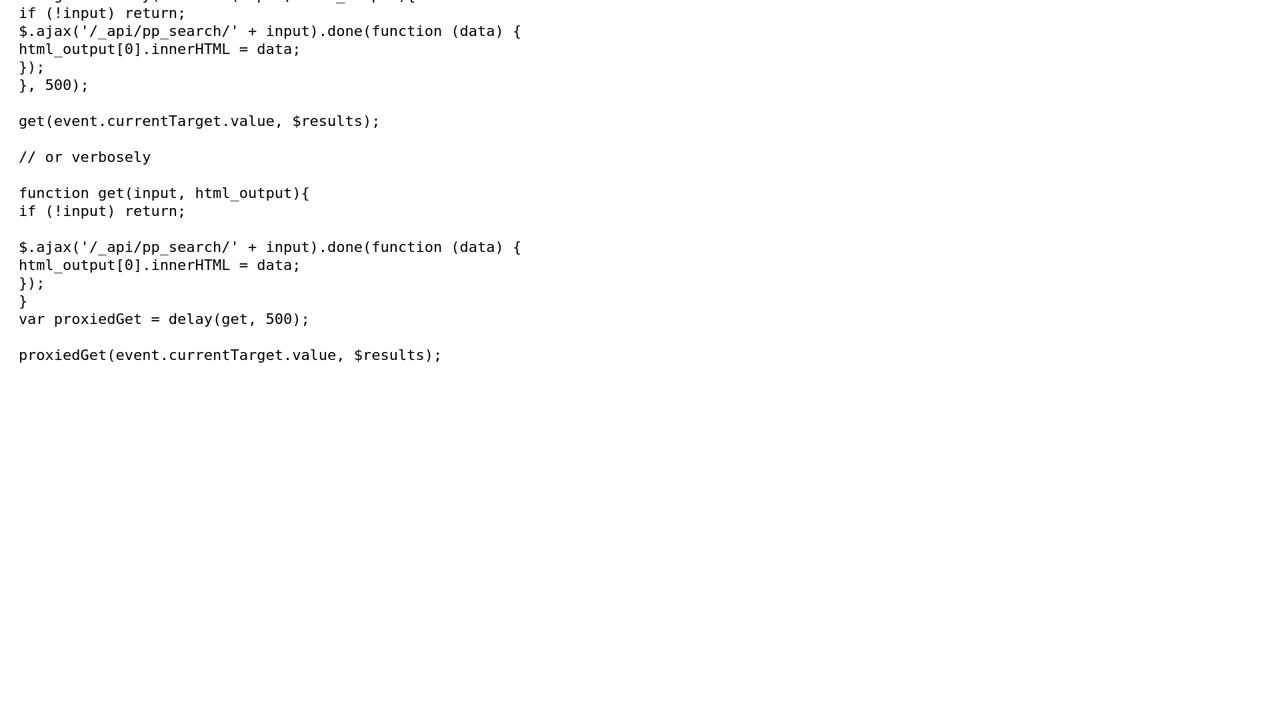 if (!input) return;
$.ajax('/_api/pp_search/' + input).done(function (data) {
html_output[0].innerHTML = data;
});
}, 500);

get(event.currentTarget.value, $results);

// or verbosely

function get(input, html_output){
if (!input) return;

$.ajax('/_api/pp_search/' + input).done(function (data) {
html_output[0].innerHTML = data;
});
}
var proxiedGet = delay(get, 500);

proxiedGet(event.currentTarget.value, $results);